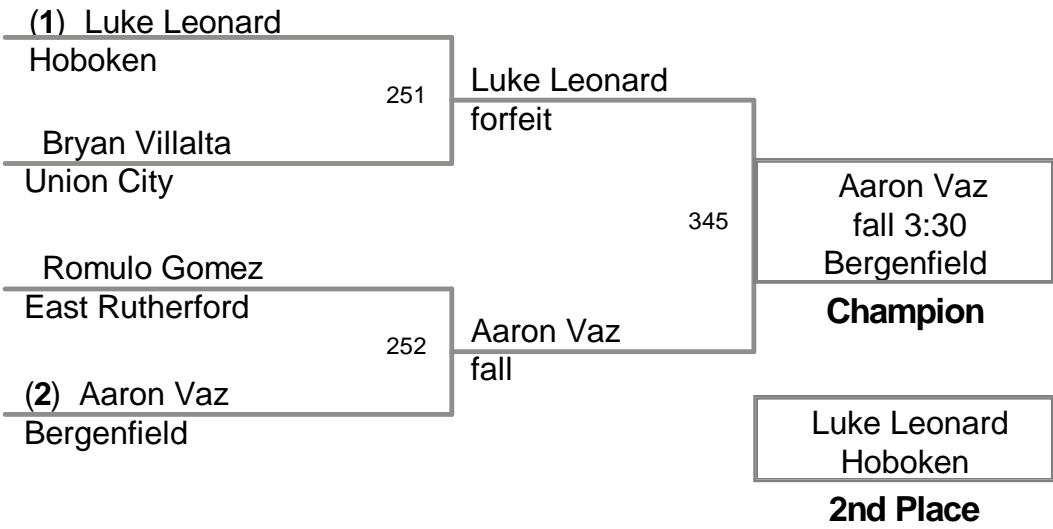 (1) Luke Leonard
Hoboken
251
Bryan Villalta
Union City
Romulo Gomez
East Rutherford
252
(2) Aaron Vaz
Bergenfield
Luke Leonard
forfeit
345
Aaron Vaz
fall
Aaron Vaz
fall 3:30
Bergenfield
Champion
Luke Leonard
Hoboken
2nd Place